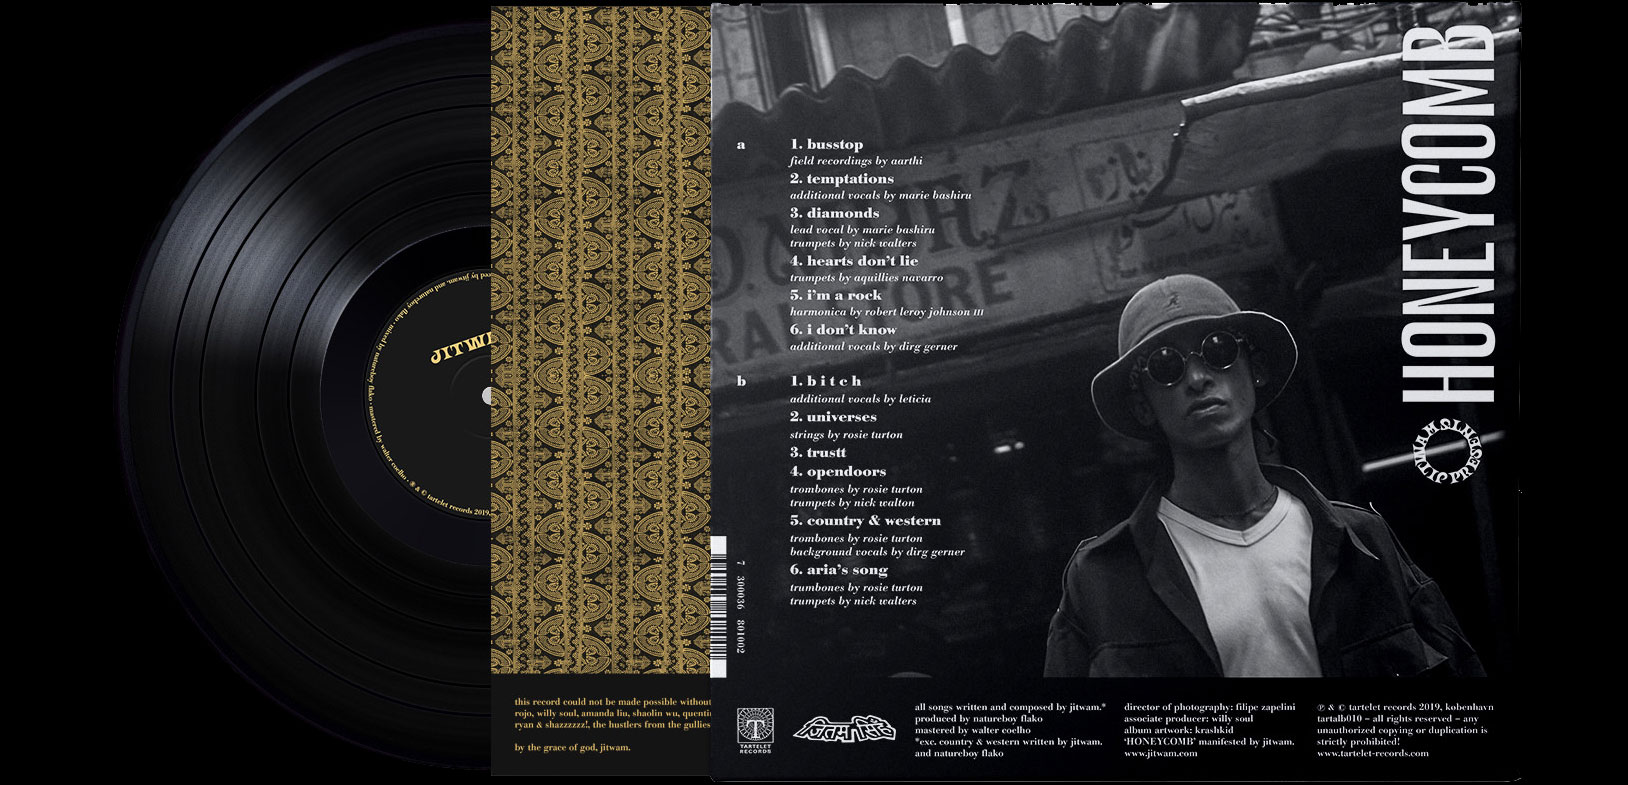 HONEYCOMB
JITWAM PRESENTS
a
1. busstop
field recordings by aarthi
2. temptations
additional vocals by marie bashiru
3. diamonds
lead vocal by marie bashiru
trumpets by nick walters
4. hearts don't lie
trumpets by aquillies navarro
5. i'm a rock
harmonica by robert leroy johnson III
6. i don't know
additional vocals by dirg gerner
b
1. b i t c h
additional vocals by leticia
2. universes
strings by rosie turton
3. trustt
4. opendoors
trombones by rosie turton
trumpets by nick walton
5. country & western
trombones by rosie turton
background vocals by dirg gerner
6. aria's song
trumbones by rosie turton
trumpets by nick walters
7 300036 801002
TARTELET
RECORDS
all songs written and composed by jitwam.*
produced by natureboy flako
mastered by walter coelho
*exc. country & western written by jitwam.
and natureboy flako
director of photography: filipe zapelini
associate producer: willy soul
album artwork: krashkid
'HONEYCOMB' manifested by jitwam.
www.jitwam.com
℗ & © tartelet records 2019, kobenhavn
tartalb010 – all rights reserved – any
unauthorized copying or duplication is
strictly prohibited!
www.tartelet-records.com
this record could not be made possible without
rojo, willy soul, amanda liu, shaolin wu, quenti
ryan & shazzzzzz!, the hustlers from the gullies
by the grace of god, jitwam.
JITWA
by jitwam. and natureboy flako · mixed by natureboy flako · mastered by walter coelho · ℗ & © tartelet records 2019,